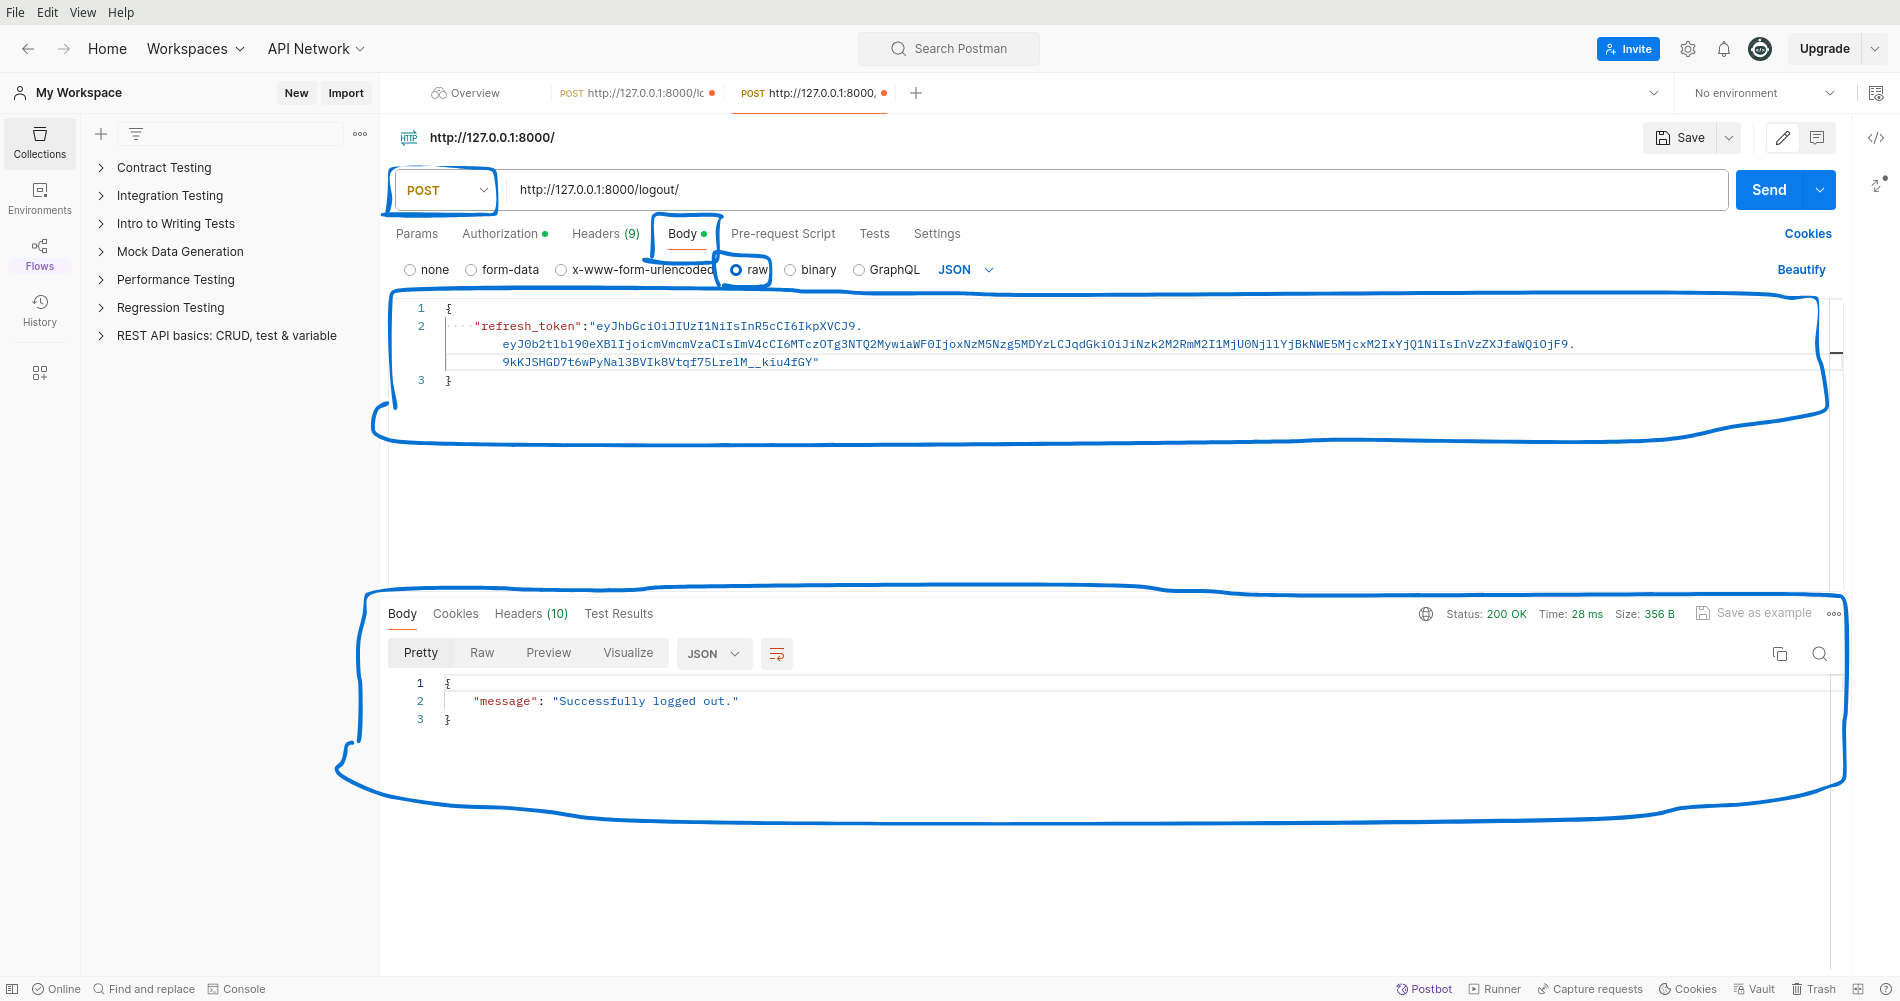 File Edit View Help
Home Workspaces API Network Search Postman Invite Upgrade
My Workspace New Import Overview POST http://127.0.0.1:8000/lc POST http://127.0.0.1:8000, No environment
Collections
Environments
Flows
History
Contract Testing
Integration Testing
Intro to Writing Tests
Mock Data Generation
Performance Testing
Regression Testing
REST API basics: CRUD, test & variable
HTTP http://127.0.0.1:8000/ Save
POST http://127.0.0.1:8000/logout/ Send
Params Authorization Headers (9) Body Pre-request Script Tests Settings Cookies
none form-data x-www-form-urlencoded raw binary GraphQL JSON Beautify
1 {
2 "refresh_token":"eyJhbGciOiJIUzI1NiIsInR5cCI6IkpXVCJ9.
eyJ0b2tlbl90eXBlIjoicmVmcmVzaCIsImV4cCI6MTczOTg3NTQ2MywiaWF0IjoxNzM5Nzg5MDYzLCJqdGkiOiJiNzk2M2RmM2I1MjU0NjllYjBkNWE5MjcxM2IxYjQ1NiIsInVzZXJfaWQiOjF9.
9kKJSHGD7t6wPyNal3BVIk8Vtqf75LrelM__kiu4fGY"
3 }
Body Cookies Headers (10) Test Results Status: 200 OK Time: 28 ms Size: 356 B Save as example
Pretty Raw Preview Visualize JSON
1 {
2 "message": "Successfully logged out."
3 }
Online Find and replace Console Postbot Runner Capture requests Cookies Vault Trash